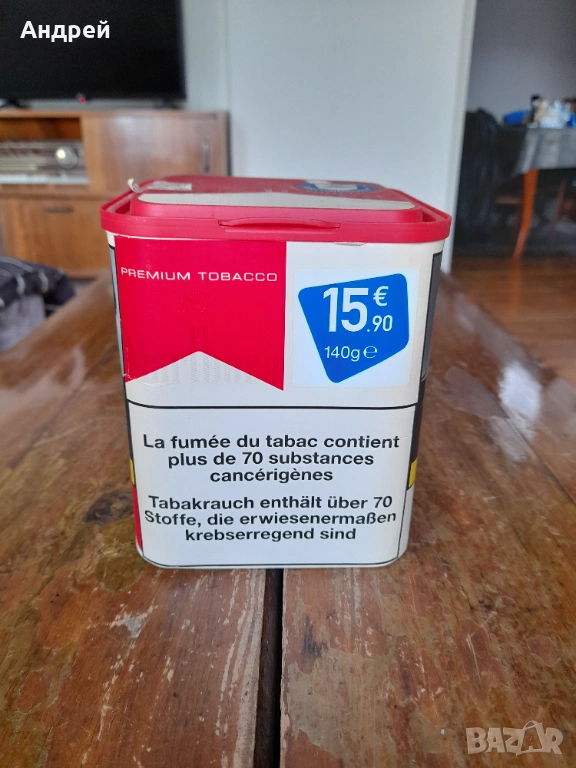 Андрей
PREMIUM TOBACCO
15€
.90
140g℮
La fumée du tabac contient
plus de 70 substances
cancérigènes
Tabakrauch enthält über 70
Stoffe, die erwiesenermaßen
krebserregend sind
BAZAR